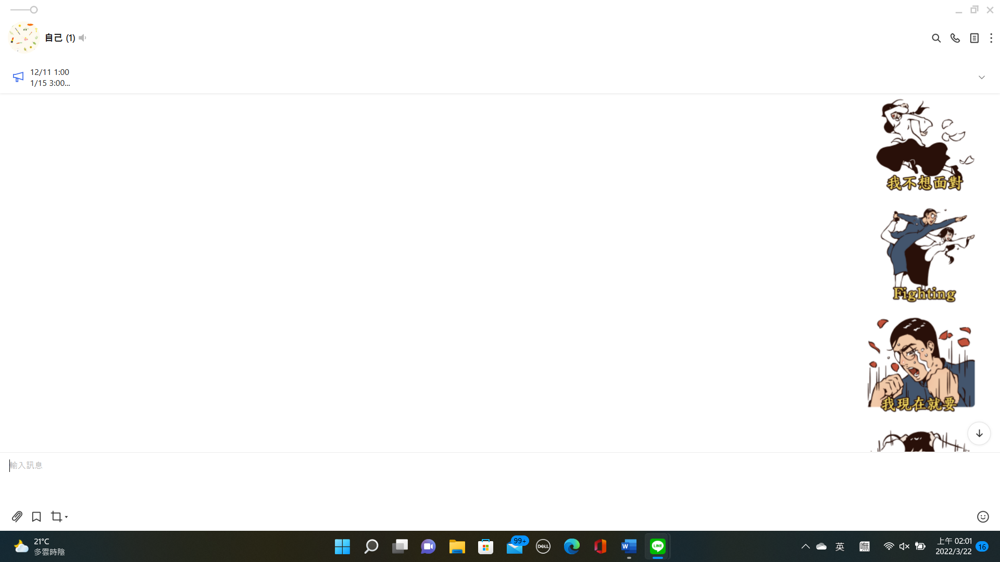 自己 (1)
12/11 1:00
1/15 3:00...
我不想面對
Fighting
我現在就要
輸入訊息
21°C
多雲時陰
99+
DELL
W
LINE
英
上午 02:01
2022/3/22
16